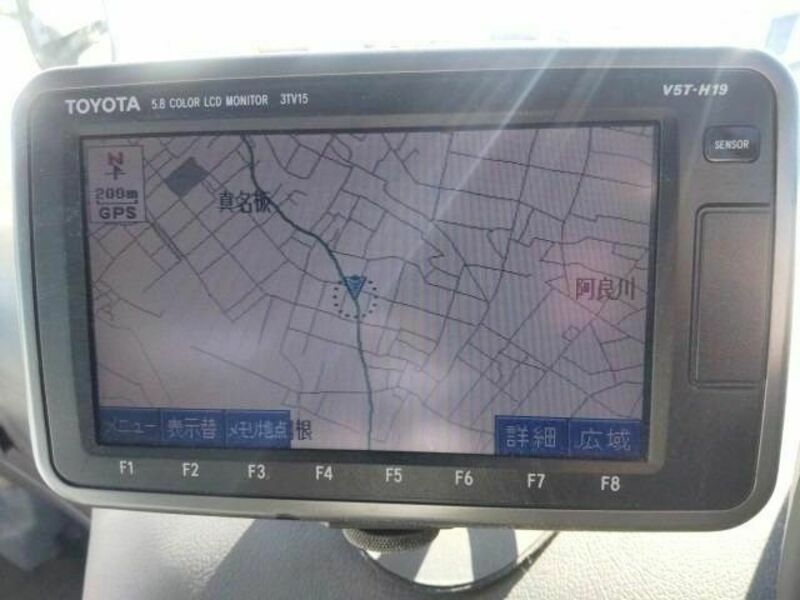 TOYOTA 5.8 COLOR LCD MONITOR 3TV15 V5T-H19
SENSOR
N
200m
GPS
真名板
阿良川
根
メニュー 表示替 メモリ地点 詳細 広域
F1 F2 F3 F4 F5 F6 F7 F8